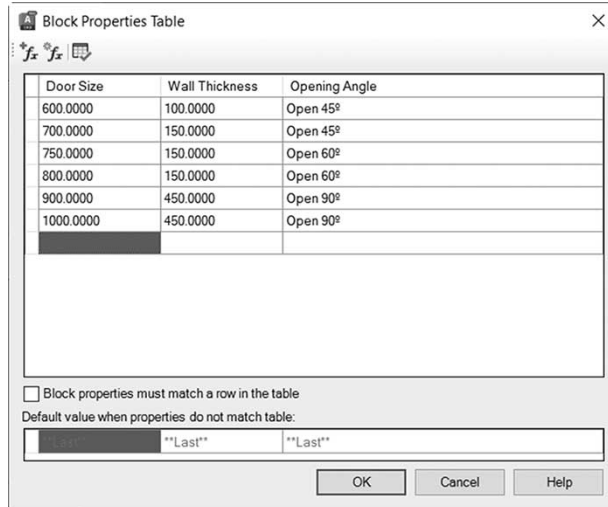 Block Properties Table
Door Size Wall Thickness Opening Angle
600.0000 100.0000 Open 45º
700.0000 150.0000 Open 45º
750.0000 150.0000 Open 60º
800.0000 150.0000 Open 60º
900.0000 450.0000 Open 90º
1000.0000 450.0000 Open 90º
Block properties must match a row in the table
Default value when properties do not match table:
**Last** **Last** **Last**
OK Cancel Help